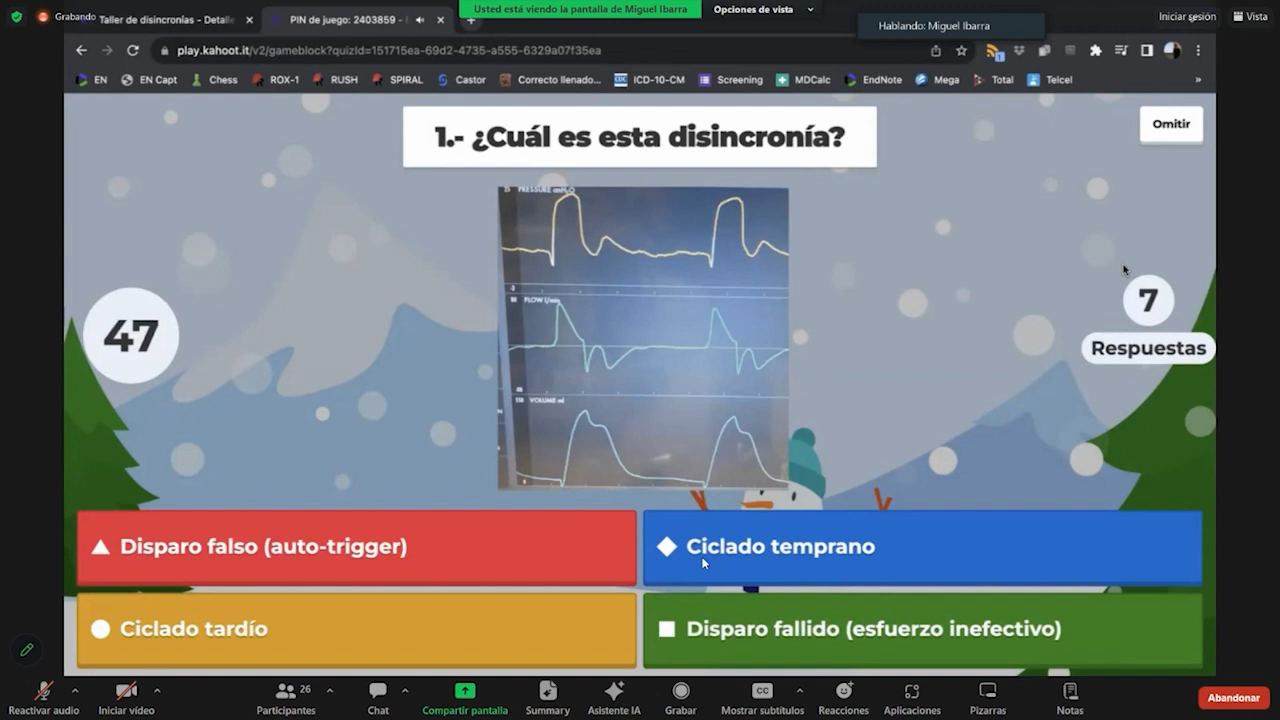 Grabando
Taller de disincronías - Detalle
PIN de juego: 2403859 -
Usted está viendo la pantalla de Miguel Ibarra
Opciones de vista
Hablando: Miguel Ibarra
Iniciar sesión
Vista
play.kahoot.it/v2/gameblock?quizId=151715ea-69d2-4735-a555-6329a07f35ea
EN
EN Capt
Chess
ROX-1
RUSH
SPIRAL
Castor
Correcto llenado...
ICD-10-CM
Screening
MDCalc
EndNote
Mega
Total
Telcel
»
1.- ¿Cuál es esta disincronía?
Omitir
PRESSURE cmH₂O
FLOW l/min
VOLUME ml
47
7
Respuestas
Disparo falso (auto-trigger)
Ciclado temprano
Ciclado tardío
Disparo fallido (esfuerzo inefectivo)
Reactivar audio
Iniciar video
26
Participantes
Chat
Compartir pantalla
Summary
Asistente IA
Grabar
CC
Mostrar subtítulos
Reacciones
Aplicaciones
Pizarras
Notas
Abandonar